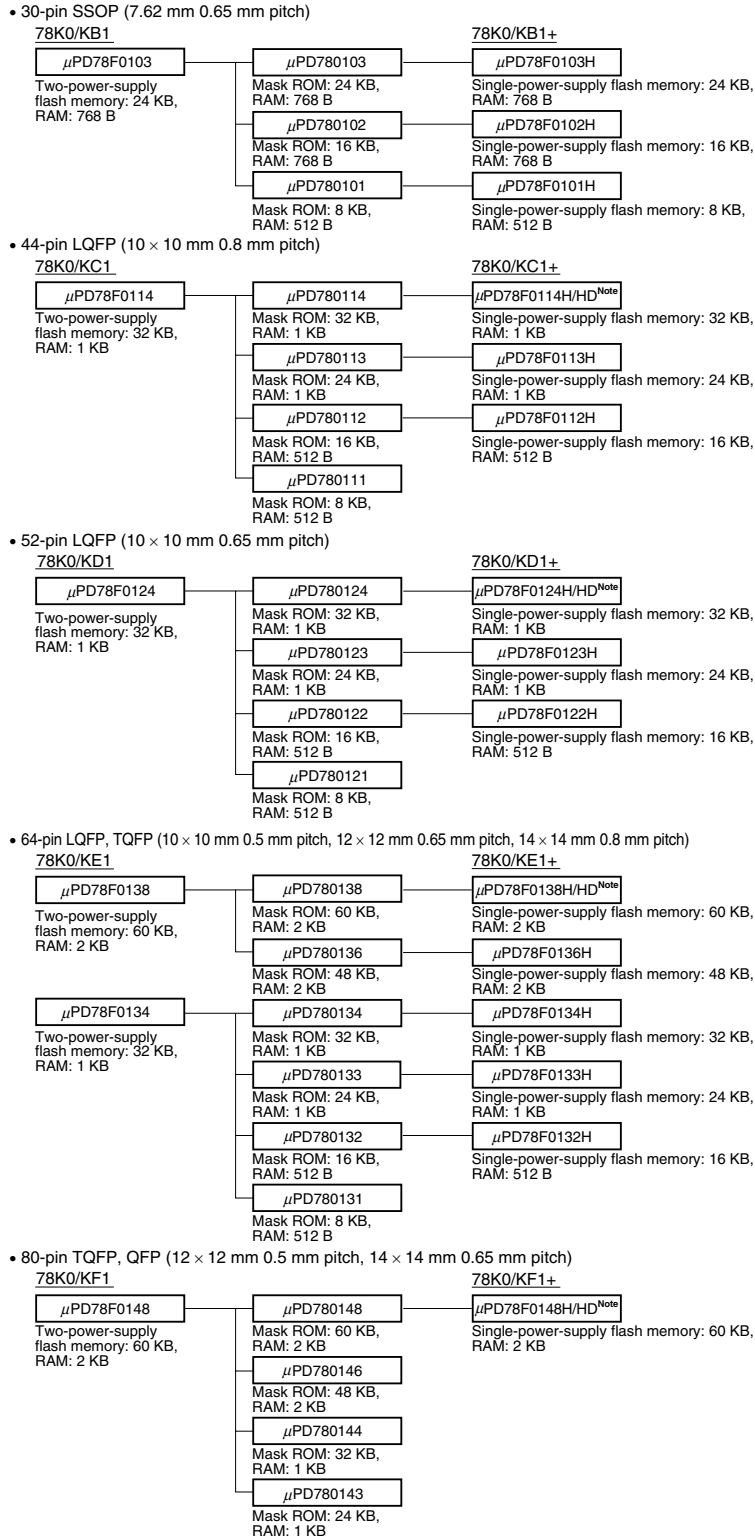 • 30-pin SSOP (7.62 mm 0.65 mm pitch)
78K0/KB1 78K0/KB1+
μPD78F0103 μPD780103 μPD78F0103H
Two-power-supply Mask ROM: 24 KB, Single-power-supply flash memory: 24 KB,
flash memory: 24 KB, RAM: 768 B RAM: 768 B
RAM: 768 B
μPD780102 μPD78F0102H
Mask ROM: 16 KB, Single-power-supply flash memory: 16 KB,
RAM: 768 B RAM: 768 B
μPD780101 μPD78F0101H
Mask ROM: 8 KB, Single-power-supply flash memory: 8 KB,
RAM: 512 B RAM: 512 B
• 44-pin LQFP (10 × 10 mm 0.8 mm pitch)
78K0/KC1 78K0/KC1+
μPD78F0114 μPD780114 μPD78F0114H/HDNote
Two-power-supply Mask ROM: 32 KB, Single-power-supply flash memory: 32 KB,
flash memory: 32 KB, RAM: 1 KB RAM: 1 KB
RAM: 1 KB
μPD780113 μPD78F0113H
Mask ROM: 24 KB, Single-power-supply flash memory: 24 KB,
RAM: 1 KB RAM: 1 KB
μPD780112 μPD78F0112H
Mask ROM: 16 KB, Single-power-supply flash memory: 16 KB,
RAM: 512 B RAM: 512 B
μPD780111
Mask ROM: 8 KB,
RAM: 512 B
• 52-pin LQFP (10 × 10 mm 0.65 mm pitch)
78K0/KD1 78K0/KD1+
μPD78F0124 μPD780124 μPD78F0124H/HDNote
Two-power-supply Mask ROM: 32 KB, Single-power-supply flash memory: 32 KB,
flash memory: 32 KB, RAM: 1 KB RAM: 1 KB
RAM: 1 KB
μPD780123 μPD78F0123H
Mask ROM: 24 KB, Single-power-supply flash memory: 24 KB,
RAM: 1 KB RAM: 1 KB
μPD780122 μPD78F0122H
Mask ROM: 16 KB, Single-power-supply flash memory: 16 KB,
RAM: 512 B RAM: 512 B
μPD780121
Mask ROM: 8 KB,
RAM: 512 B
• 64-pin LQFP, TQFP (10 × 10 mm 0.5 mm pitch, 12 × 12 mm 0.65 mm pitch, 14 × 14 mm 0.8 mm pitch)
78K0/KE1 78K0/KE1+
μPD78F0138 μPD780138 μPD78F0138H/HDNote
Two-power-supply Mask ROM: 60 KB, Single-power-supply flash memory: 60 KB,
flash memory: 60 KB, RAM: 2 KB RAM: 2 KB
RAM: 2 KB
μPD780136 μPD78F0136H
Mask ROM: 48 KB, Single-power-supply flash memory: 48 KB,
RAM: 2 KB RAM: 2 KB
μPD78F0134 μPD780134 μPD78F0134H
Two-power-supply Mask ROM: 32 KB, Single-power-supply flash memory: 32 KB,
flash memory: 32 KB, RAM: 1 KB RAM: 1 KB
RAM: 1 KB
μPD780133 μPD78F0133H
Mask ROM: 24 KB, Single-power-supply flash memory: 24 KB,
RAM: 1 KB RAM: 1 KB
μPD780132 μPD78F0132H
Mask ROM: 16 KB, Single-power-supply flash memory: 16 KB,
RAM: 512 B RAM: 512 B
μPD780131
Mask ROM: 8 KB,
RAM: 512 B
• 80-pin TQFP, QFP (12 × 12 mm 0.5 mm pitch, 14 × 14 mm 0.65 mm pitch)
78K0/KF1 78K0/KF1+
μPD78F0148 μPD780148 μPD78F0148H/HDNote
Two-power-supply Mask ROM: 60 KB, Single-power-supply flash memory: 60 KB,
flash memory: 60 KB, RAM: 2 KB RAM: 2 KB
RAM: 2 KB
μPD780146
Mask ROM: 48 KB,
RAM: 2 KB
μPD780144
Mask ROM: 32 KB,
RAM: 1 KB
μPD780143
Mask ROM: 24 KB,
RAM: 1 KB